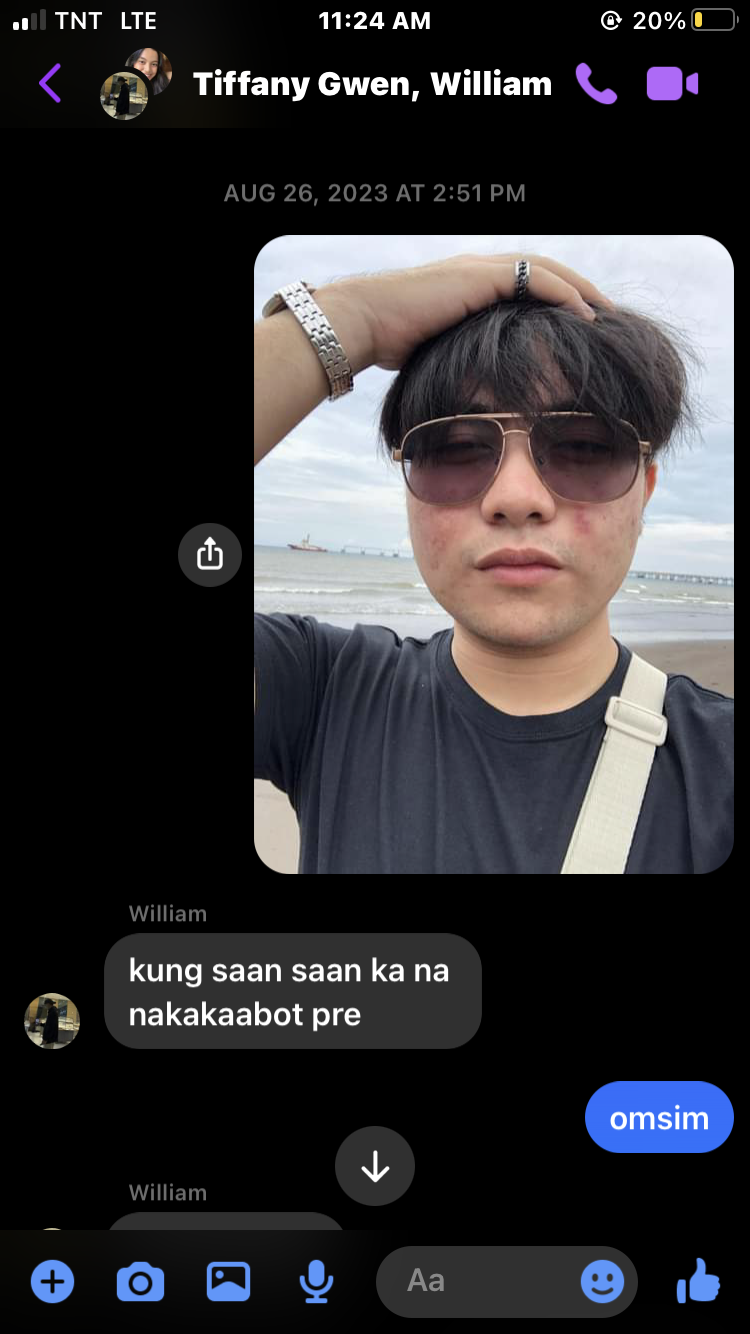 TNT LTE 11:24 AM 20%
Tiffany Gwen, William
AUG 26, 2023 AT 2:51 PM
William
kung saan saan ka na
nakakaabot pre
omsim
William
Aa